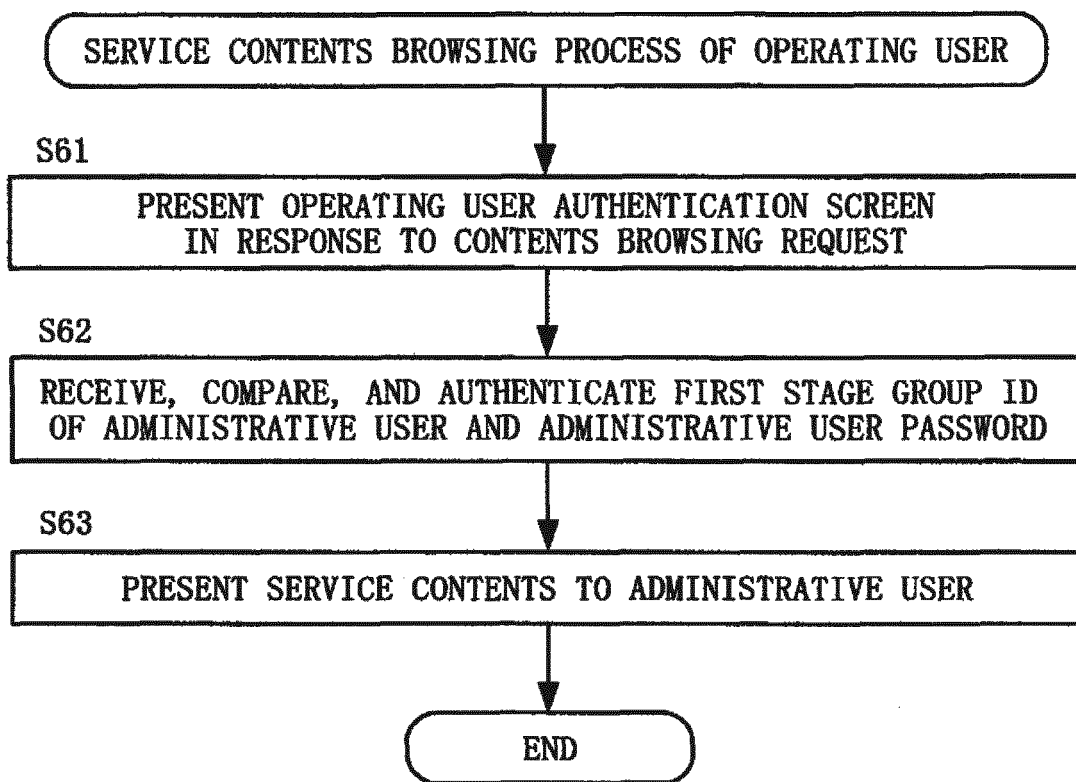 SERVICE CONTENTS BROWSING PROCESS OF OPERATING USER
S61
PRESENT OPERATING USER AUTHENTICATION SCREEN
IN RESPONSE TO CONTENTS BROWSING REQUEST
S62
RECEIVE, COMPARE, AND AUTHENTICATE FIRST STAGE GROUP ID
OF ADMINISTRATIVE USER AND ADMINISTRATIVE USER PASSWORD
S63
PRESENT SERVICE CONTENTS TO ADMINISTRATIVE USER
END